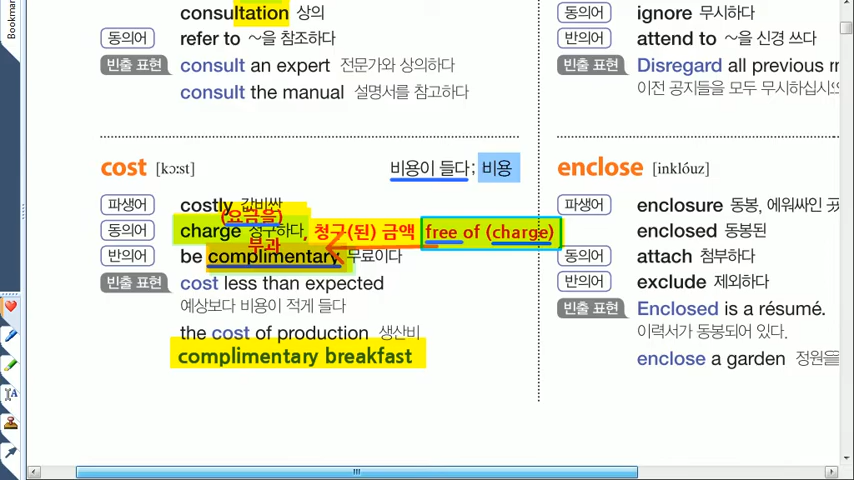 Bookmark
consultation 상의
동의어 refer to ~을 참조하다
빈출 표현 consult an expert 전문가와 상의하다
consult the manual 설명서를 참고하다
cost [kɔːst] 비용이 들다; 비용
파생어 costly 값비싼
(요금을)
동의어 charge 청구하다, 청구(된) 금액 free of (charge)
부과
반의어 be complimentary 무료이다
빈출 표현 cost less than expected
예상보다 비용이 적게 들다
the cost of production 생산비
complimentary breakfast
동의어 ignore 무시하다
반의어 attend to ~을 신경 쓰다
빈출 표현 Disregard all previous
이전 공지들을 모두 무시하십시오
enclose [inklóuz]
파생어 enclosure 동봉, 에워싸인 곳
enclosed 동봉된
동의어 attach 첨부하다
반의어 exclude 제외하다
빈출 표현 Enclosed is a résumé.
이력서가 동봉되어 있다.
enclose a garden 정원을